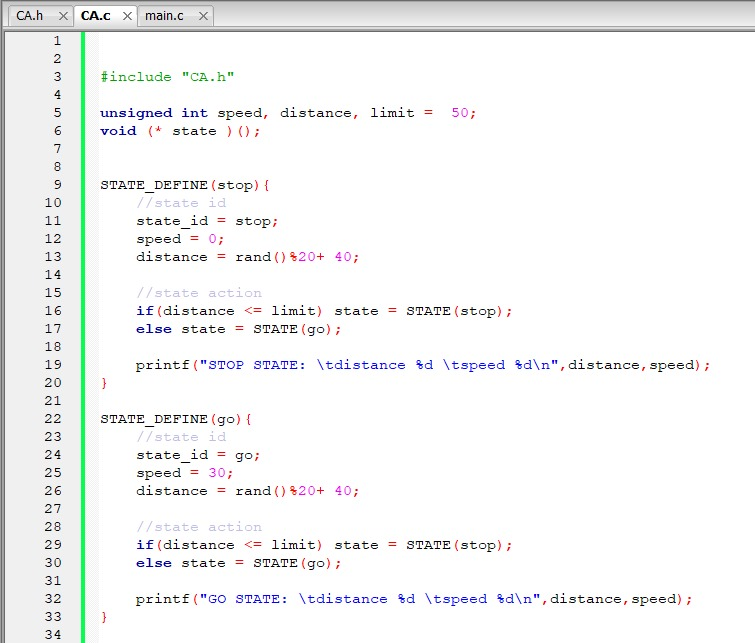 CA.h × CA.c × main.c ×
1
2
3 #include "CA.h"
4
5 unsigned int speed, distance, limit =  50;
6 void (* state )();
7
8
9 STATE_DEFINE(stop){
10     //state id
11     state_id = stop;
12     speed = 0;
13     distance = rand()%20+ 40;
14
15     //state action
16     if(distance <= limit) state = STATE(stop);
17     else state = STATE(go);
18
19     printf("STOP STATE: \tdistance %d \tspeed %d\n",distance,speed);
20 }
21
22 STATE_DEFINE(go){
23     //state id
24     state_id = go;
25     speed = 30;
26     distance = rand()%20+ 40;
27
28     //state action
29     if(distance <= limit) state = STATE(stop);
30     else state = STATE(go);
31
32     printf("GO STATE: \tdistance %d \tspeed %d\n",distance,speed);
33 }
34